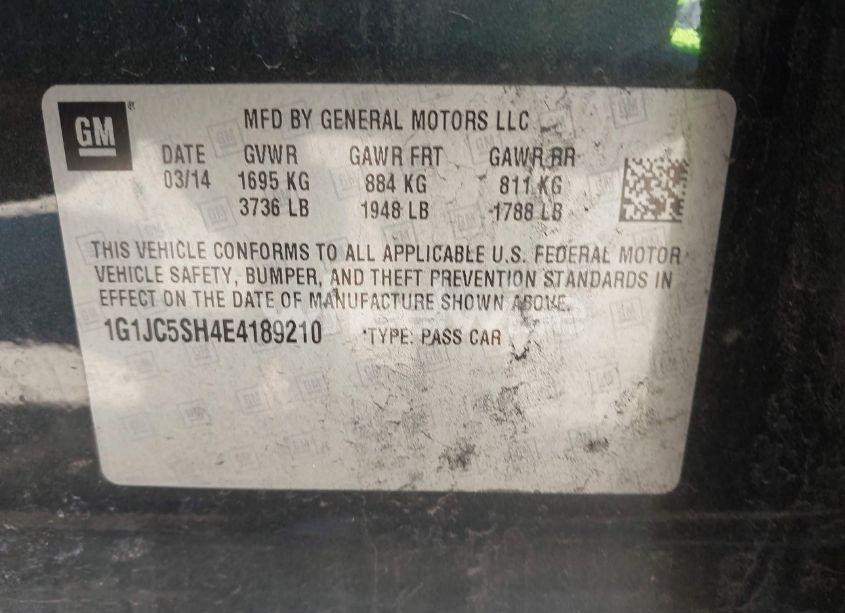 GM
MFD BY GENERAL MOTORS LLC
DATE GVWR GAWR FRT GAWR RR
03/14 1695 KG 884 KG 811 KG
3736 LB 1948 LB 1788 LB
THIS VEHICLE CONFORMS TO ALL APPLICABLE U.S. FEDERAL MOTOR
VEHICLE SAFETY, BUMPER, AND THEFT PREVENTION STANDARDS IN
EFFECT ON THE DATE OF MANUFACTURE SHOWN ABOVE.
1G1JC5SH4E4189210 TYPE: PASS CAR